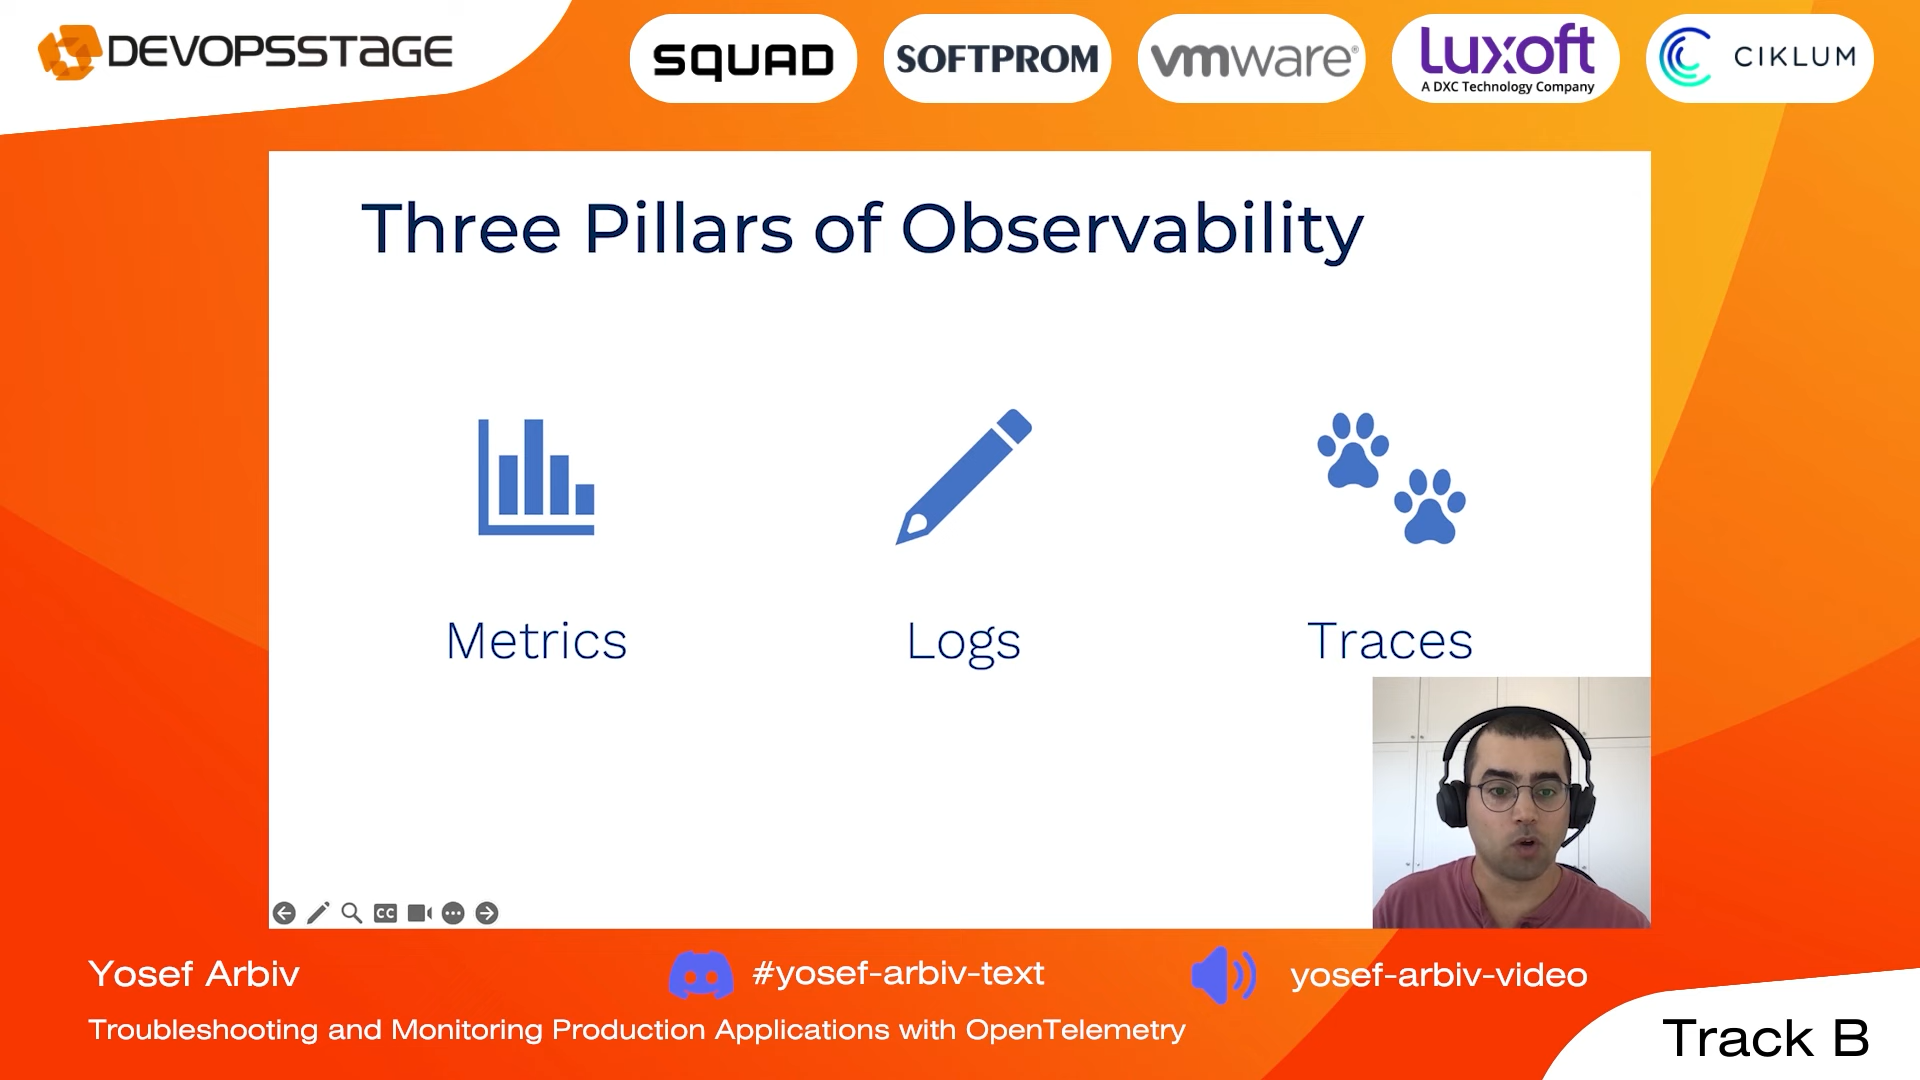 DEVOPSSTAGE
SQUAD
SOFTPROM
vmware®
Luxoft
A DXC Technology Company
CIKLUM
Three Pillars of Observability
Metrics
Logs
Traces
CC
Yosef Arbiv
#yosef-arbiv-text
yosef-arbiv-video
Troubleshooting and Monitoring Production Applications with OpenTelemetry
Track B